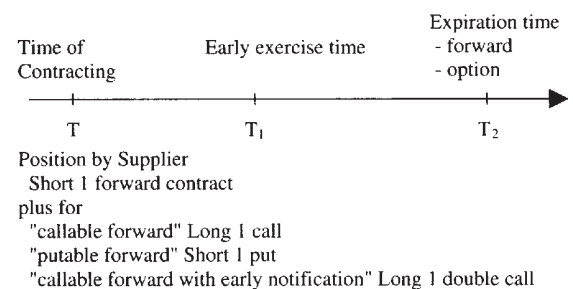 Time of
Contracting
Early exercise time
Expiration time
- forward
- option
T
T1
T2
Position by Supplier
Short 1 forward contract
plus for
"callable forward" Long 1 call
"putable forward" Short 1 put
"callable forward with early notification" Long 1 double call